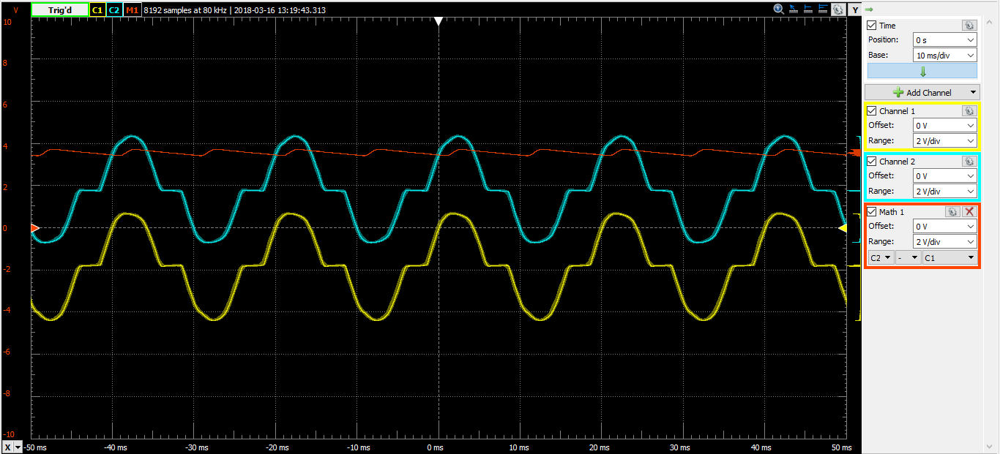 V Trig'd C1 C2 M1 8192 samples at 80 kHz | 2018-03-16 13:19:43.313 Y
10
8
6
4
2
0
-2
-4
-6
-8
-10
X -50 ms -40 ms -30 ms -20 ms -10 ms 0 ms 10 ms 20 ms 30 ms 40 ms 50 ms
Time
Position: 0 s
Base: 10 ms/div
Add Channel
Channel 1
Offset: 0 V
Range: 2 V/div
Channel 2
Offset: 0 V
Range: 2 V/div
Math 1
Offset: 0 V
Range: 2 V/div
C2 - C1